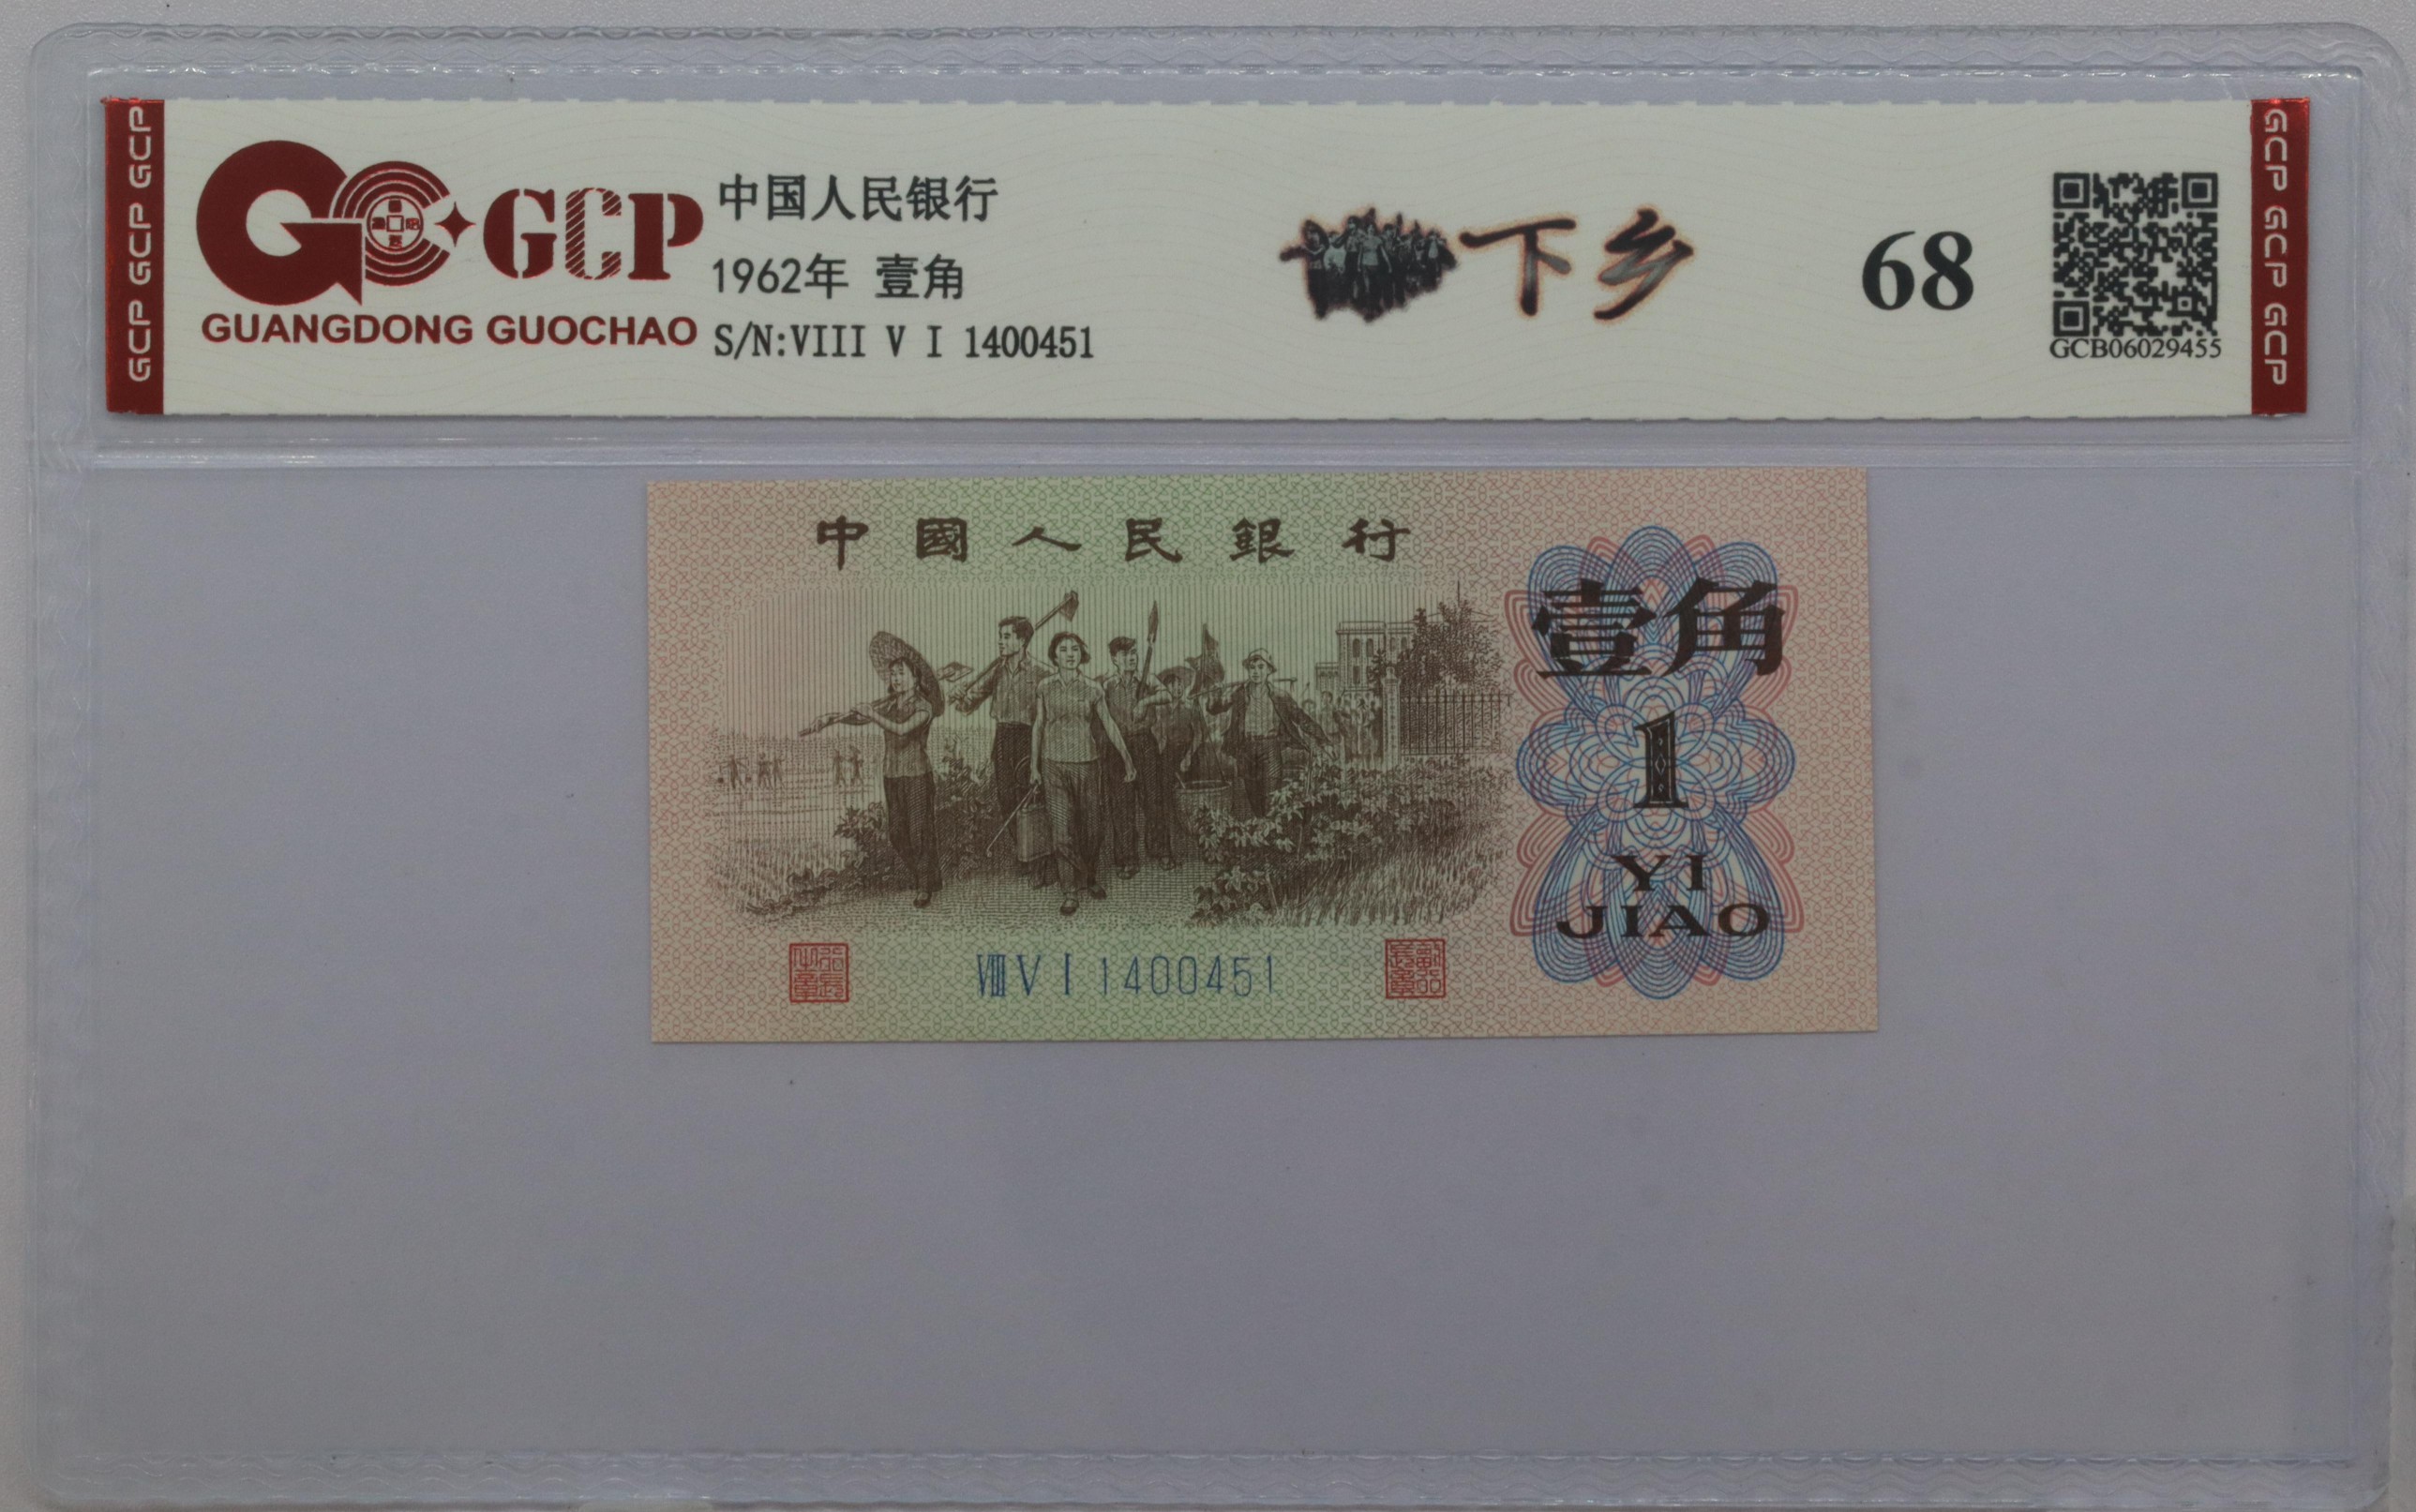 GCP GCP GCP
GCP
GUANGDONG GUOCHAO
中国人民银行
1962年 壹角
S/N:VIII V I 1400451
下乡
68
GCB06029455
GCP GCP GCP
中國人民銀行
壹角
1
YI
JIAO
VIII V I 1400451